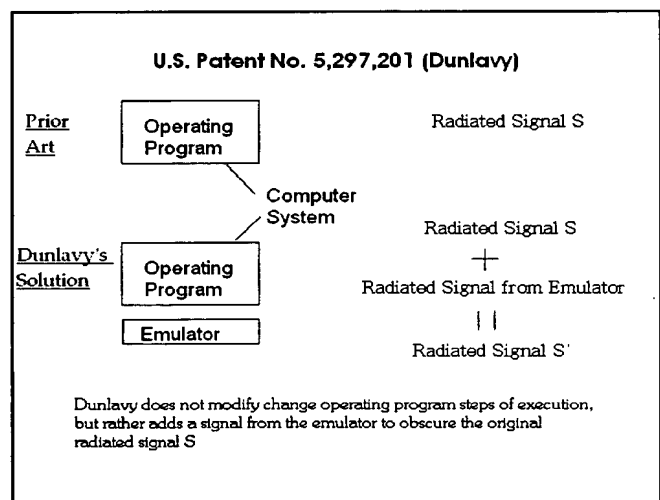 U.S. Patent No. 5,297,201 (Dunlavy)
Prior
Art
Operating
Program
Radiated Signal S
Computer
System
Dunlavy's
Solution
Operating
Program
Emulator
Radiated Signal S
+
Radiated Signal from Emulator
||
Radiated Signal S'
Dunlavy does not modify change operating program steps of execution,
but rather adds a signal from the emulator to obscure the original
radiated signal S